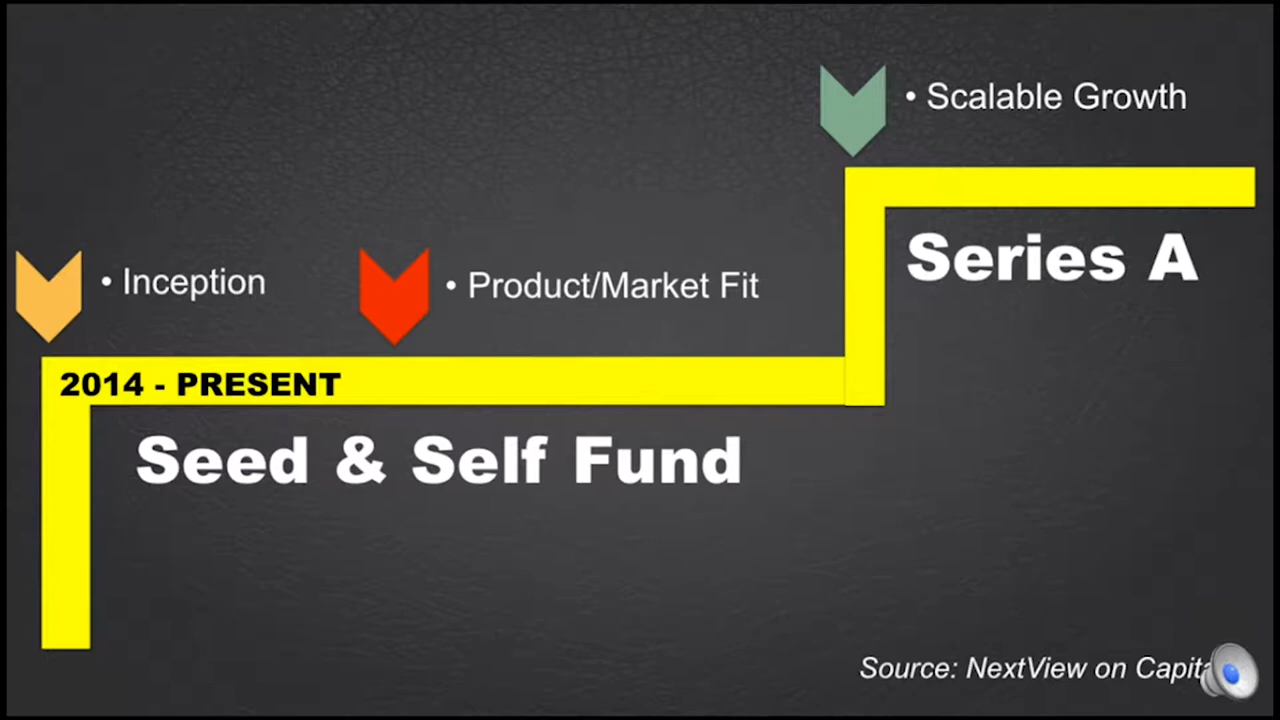 • Scalable Growth
Series A
• Inception
• Product/Market Fit
2014 - PRESENT
Seed & Self Fund
Source: NextView on